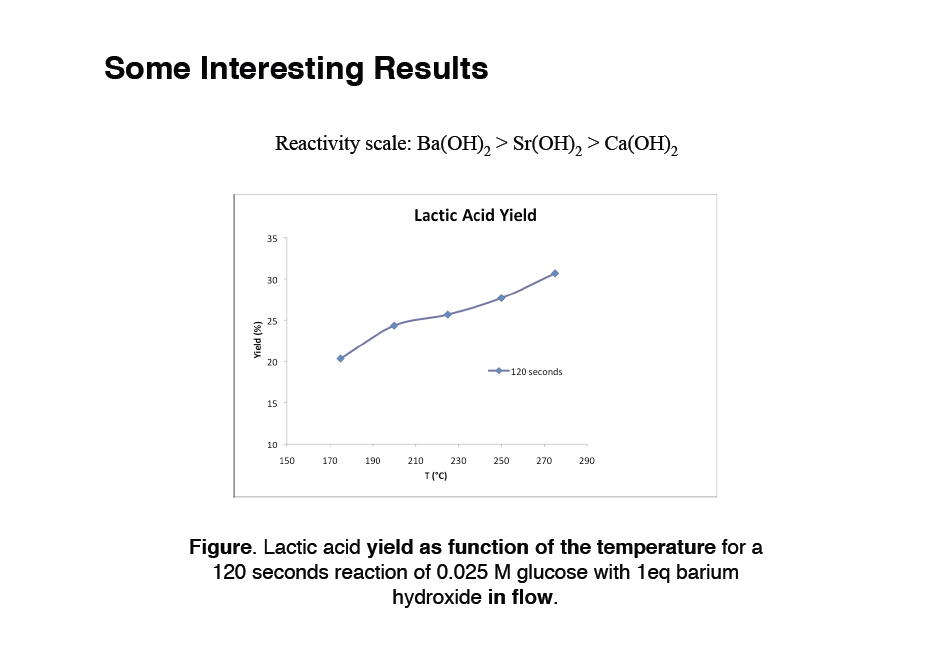 Some Interesting Results
Reactivity scale: Ba(OH)₂ > Sr(OH)₂ > Ca(OH)₂
Lactic Acid Yield
35
30
25
20
15
10
Yield (%)
120 seconds
150 170 190 210 230 250 270 290
T (°C)
Figure. Lactic acid yield as function of the temperature for a
120 seconds reaction of 0.025 M glucose with 1eq barium
hydroxide in flow.